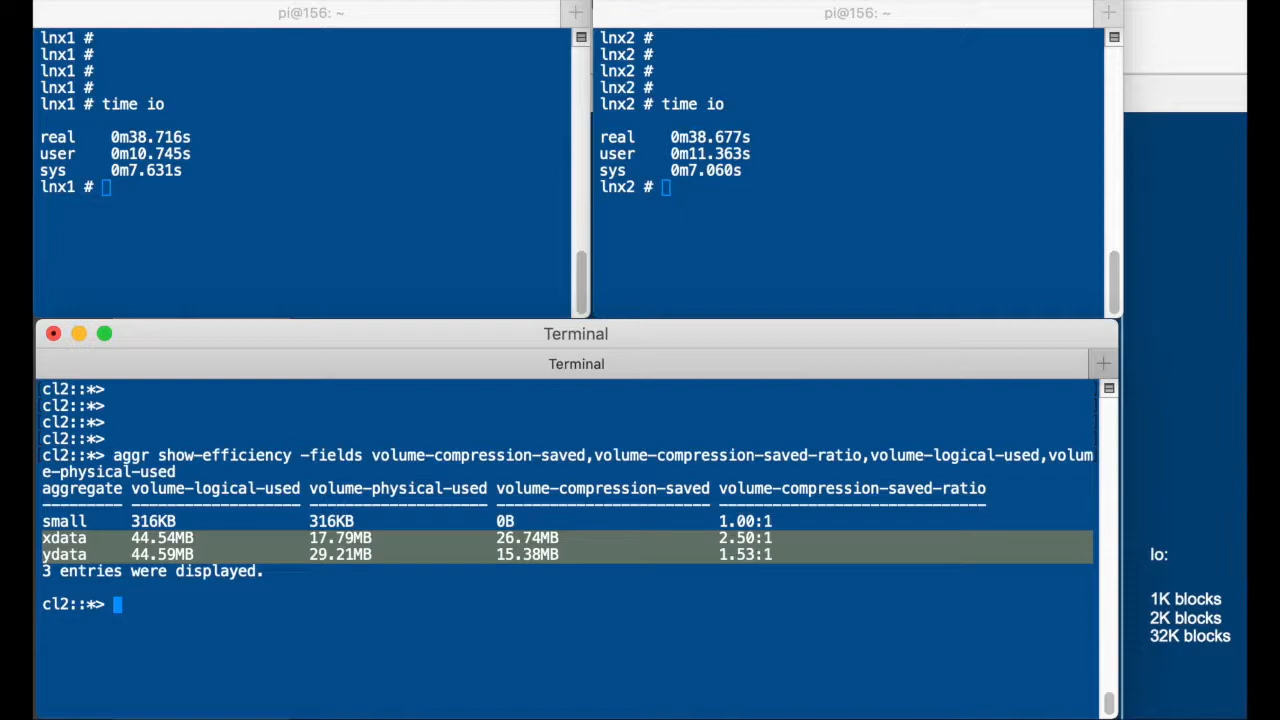 pi@156: ~
lnx1 #
lnx1 #
lnx1 #
lnx1 #
lnx1 # time io
real 0m38.716s
user 0m10.745s
sys 0m7.631s
lnx1 #
pi@156: ~
lnx2 #
lnx2 #
lnx2 #
lnx2 #
lnx2 # time io
real 0m38.677s
user 0m11.363s
sys 0m7.060s
lnx2 #
Terminal
Terminal
cl2::*>
cl2::*>
cl2::*>
cl2::*>
cl2::*> aggr show-efficiency -fields volume-compression-saved,volume-compression-saved-ratio,volume-logical-used,volum
e-physical-used
aggregate volume-logical-used volume-physical-used volume-compression-saved volume-compression-saved-ratio
--------- ------------------- -------------------- ------------------------ ------------------------------
small 316KB 316KB 0B 1.00:1
xdata 44.54MB 17.79MB 26.74MB 2.50:1
ydata 44.59MB 29.21MB 15.38MB 1.53:1
3 entries were displayed.
cl2::*>
Io:
1K blocks
2K blocks
32K blocks